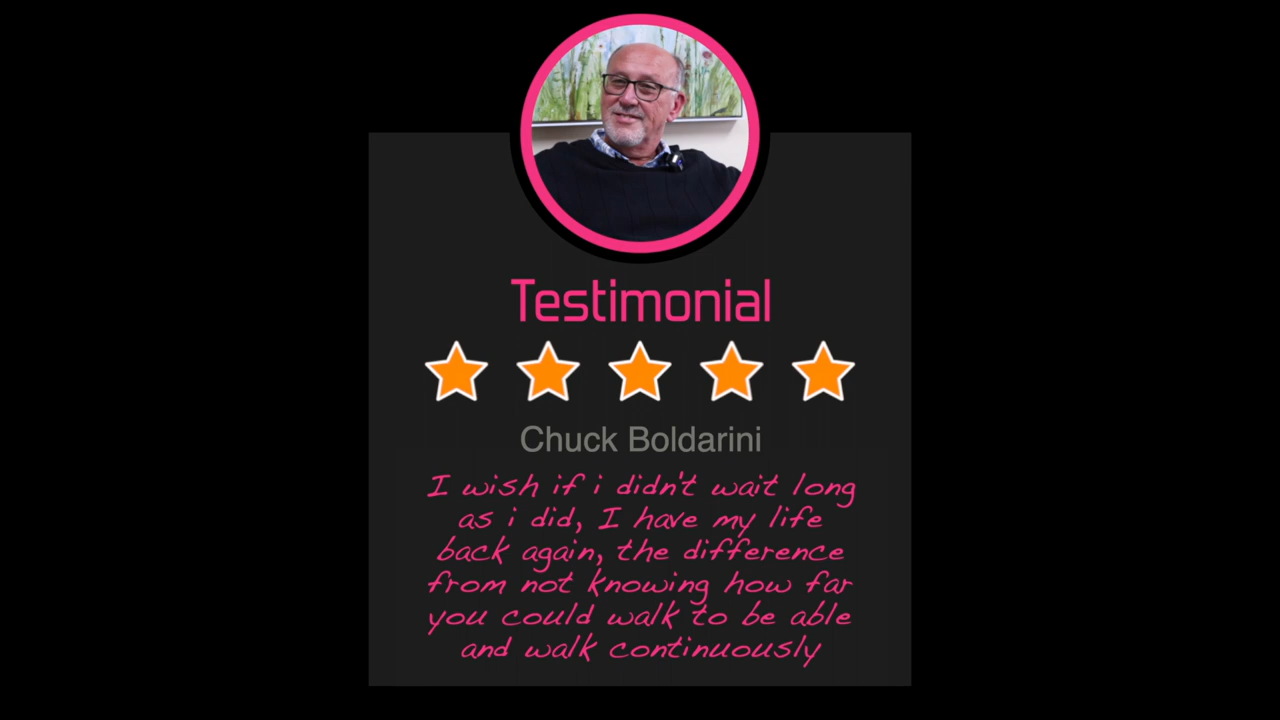 Testimonial
Chuck Boldarini
I wish if i didn't wait long
as i did, I have my life
back again, the difference
from not knowing how far
you could walk to be able
and walk continuously